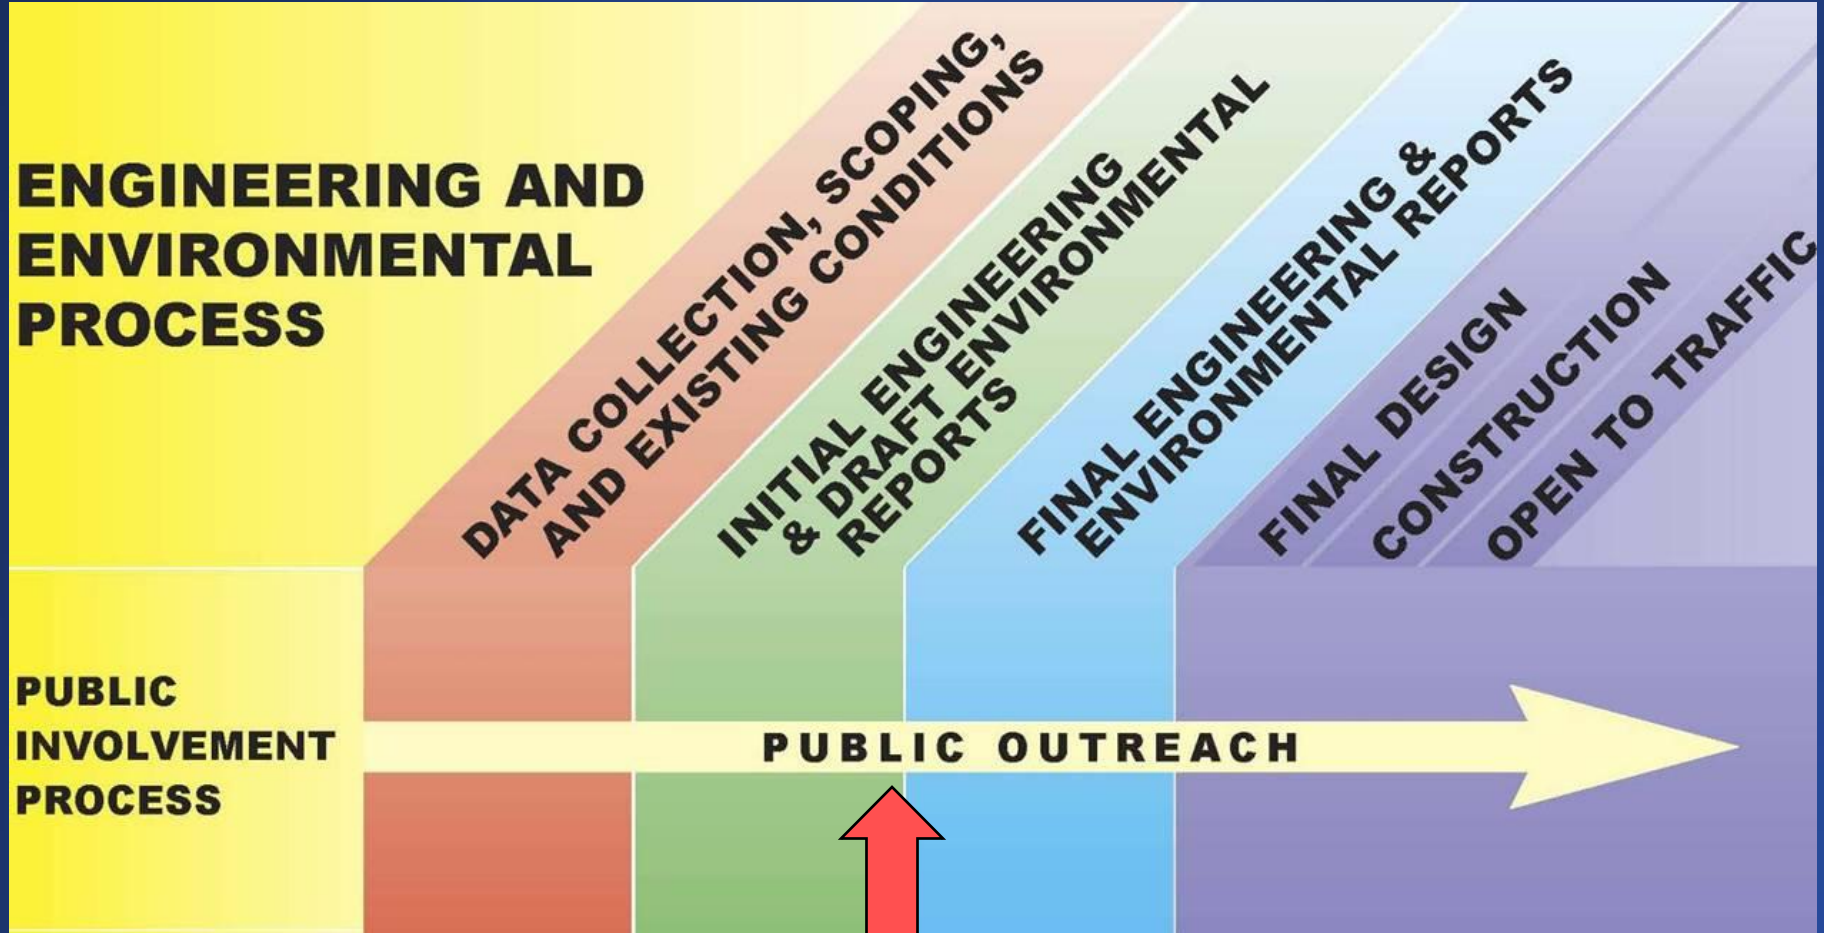 ENGINEERING AND
ENVIRONMENTAL
PROCESS
DATA COLLECTION, SCOPING,
AND EXISTING CONDITIONS
INITIAL ENGINEERING
& DRAFT ENVIRONMENTAL
REPORTS
FINAL ENGINEERING &
ENVIRONMENTAL REPORTS
FINAL DESIGN
CONSTRUCTION
OPEN TO TRAFFIC
PUBLIC
INVOLVEMENT
PROCESS
PUBLIC OUTREACH